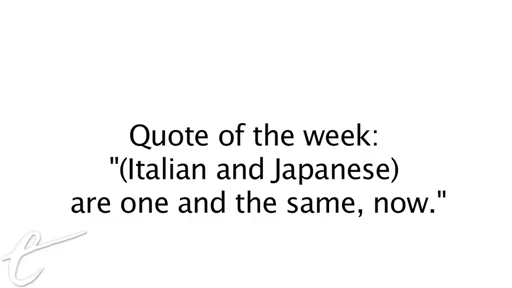 Quote of the week:
"(Italian and Japanese)
are one and the same, now."